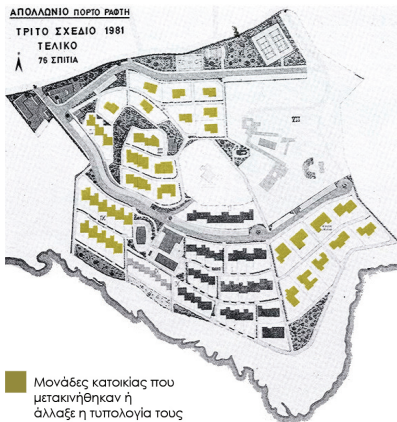 ΑΠΟΛΛΩΝΙΟ ΠΟΡΤΟ ΡΑΦΤΗ
ΤΡΙΤΟ ΣΧΕΔΙΟ 1981
ΤΕΛΙΚΟ
76 ΣΠΙΤΙΑ
Μονάδες κατοικίας που
μετακινήθηκαν ή
άλλαξε η τυπολογία τους